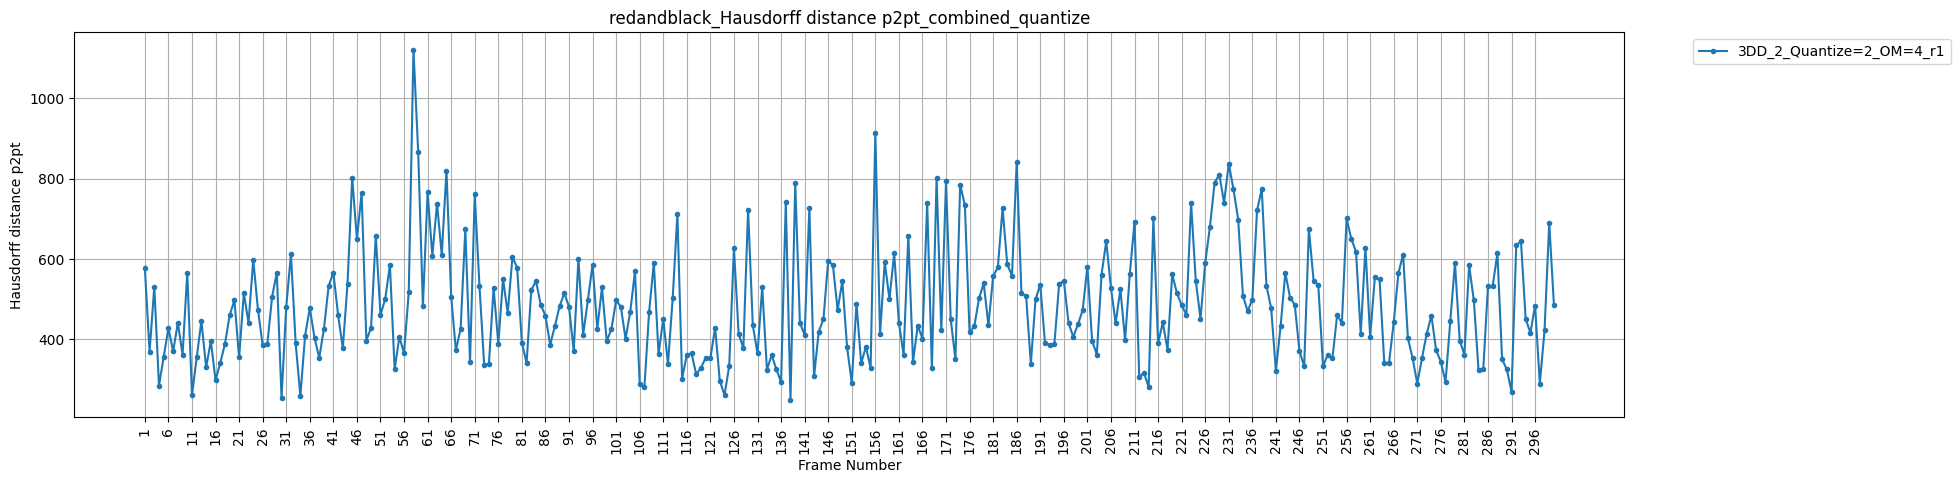 redandblack_Hausdorff distance p2pt_combined_quantize
3DD_2_Quantize=2_OM=4_r1
Hausdorff distance p2pt
1000
800
600
400
1 6 11 16 21 26 31 36 41 46 51 56 61 66 71 76 81 86 91 96 101 106 111 116 121 126 131 136 141 146 151 156 161 166 171 176 181 186 191 196 201 206 211 216 221 226 231 236 241 246 251 256 261 266 271 276 281 286 291 296
Frame Number